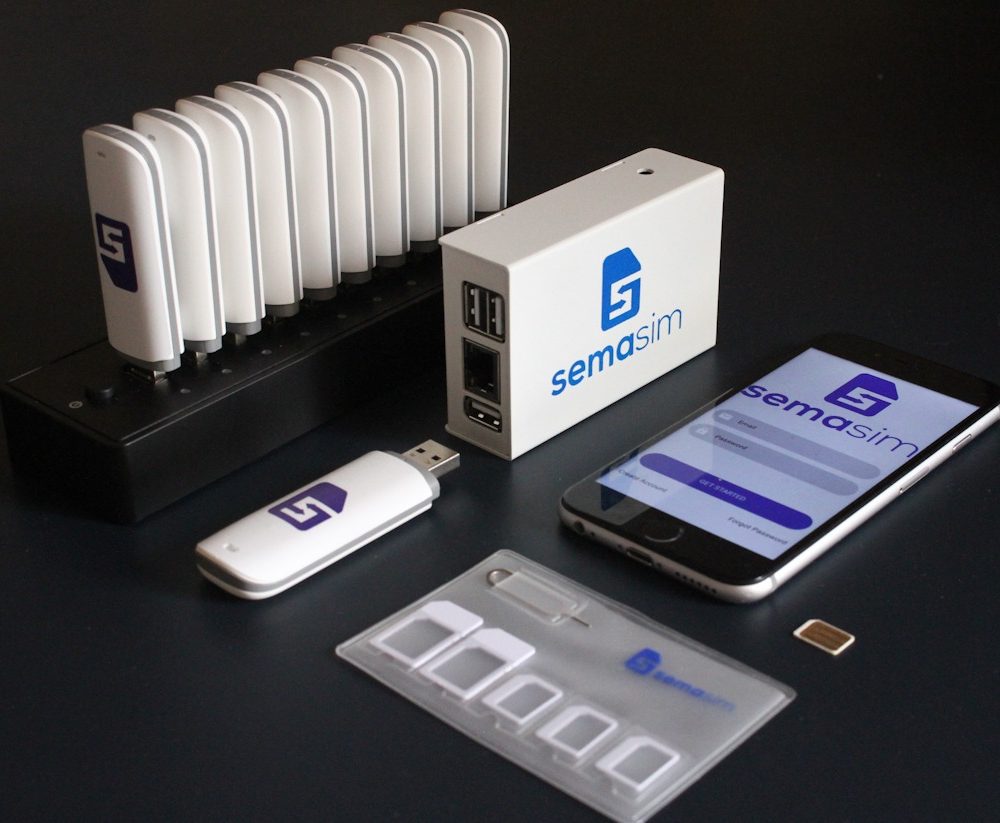 semasim
semasim
Email
Password
GET STARTED
Create Account
Forgot Password
semasim